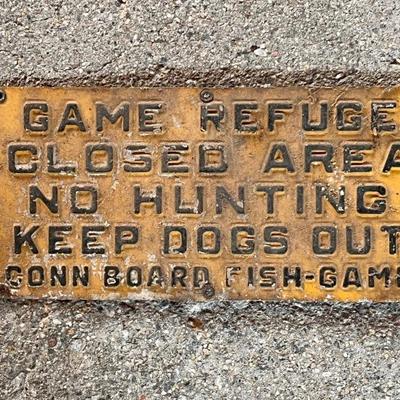 GAME REFUGE
CLOSED AREA
NO HUNTING
KEEP DOGS OUT
CONN BOARD FISH-GAME